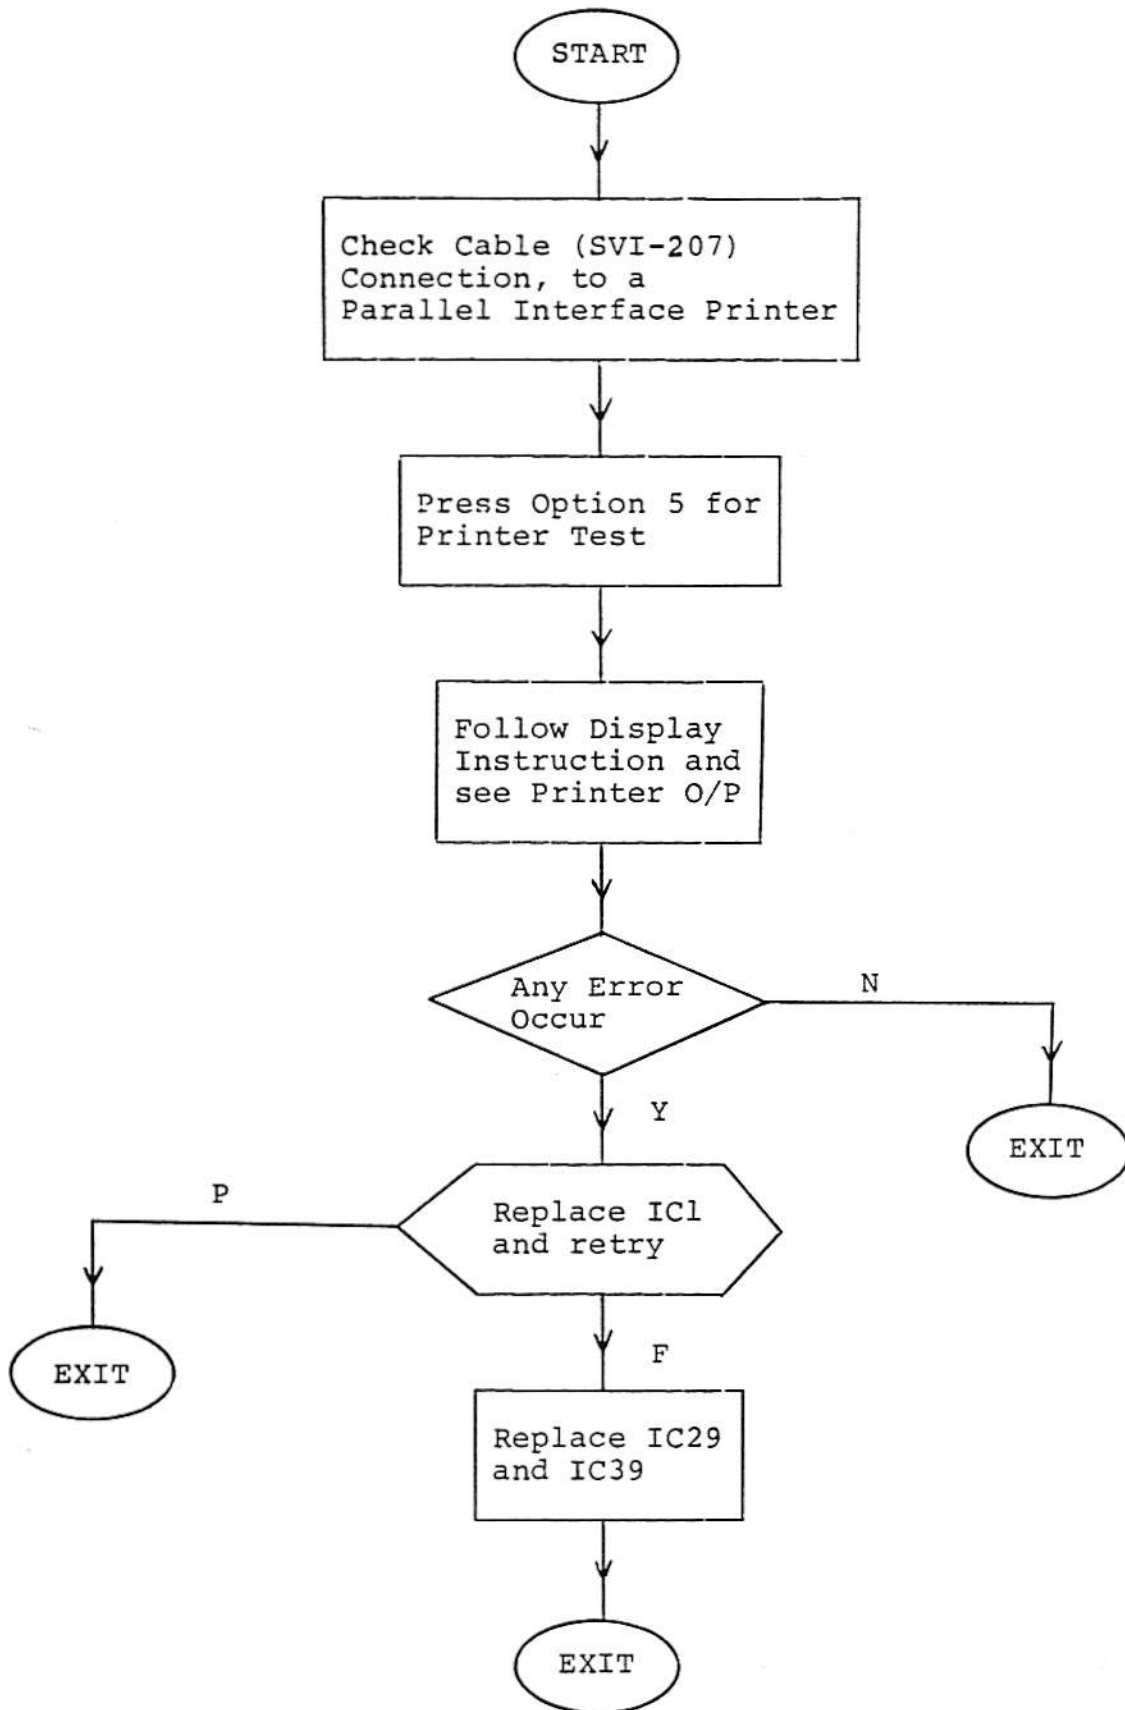 START
Check Cable (SVI-207)
Connection, to a
Parallel Interface Printer
Press Option 5 for
Printer Test
Follow Display
Instruction and
see Printer O/P
Any Error
Occur
N
Y
EXIT
P
Replace IC1
and retry
F
EXIT
Replace IC29
and IC39
EXIT